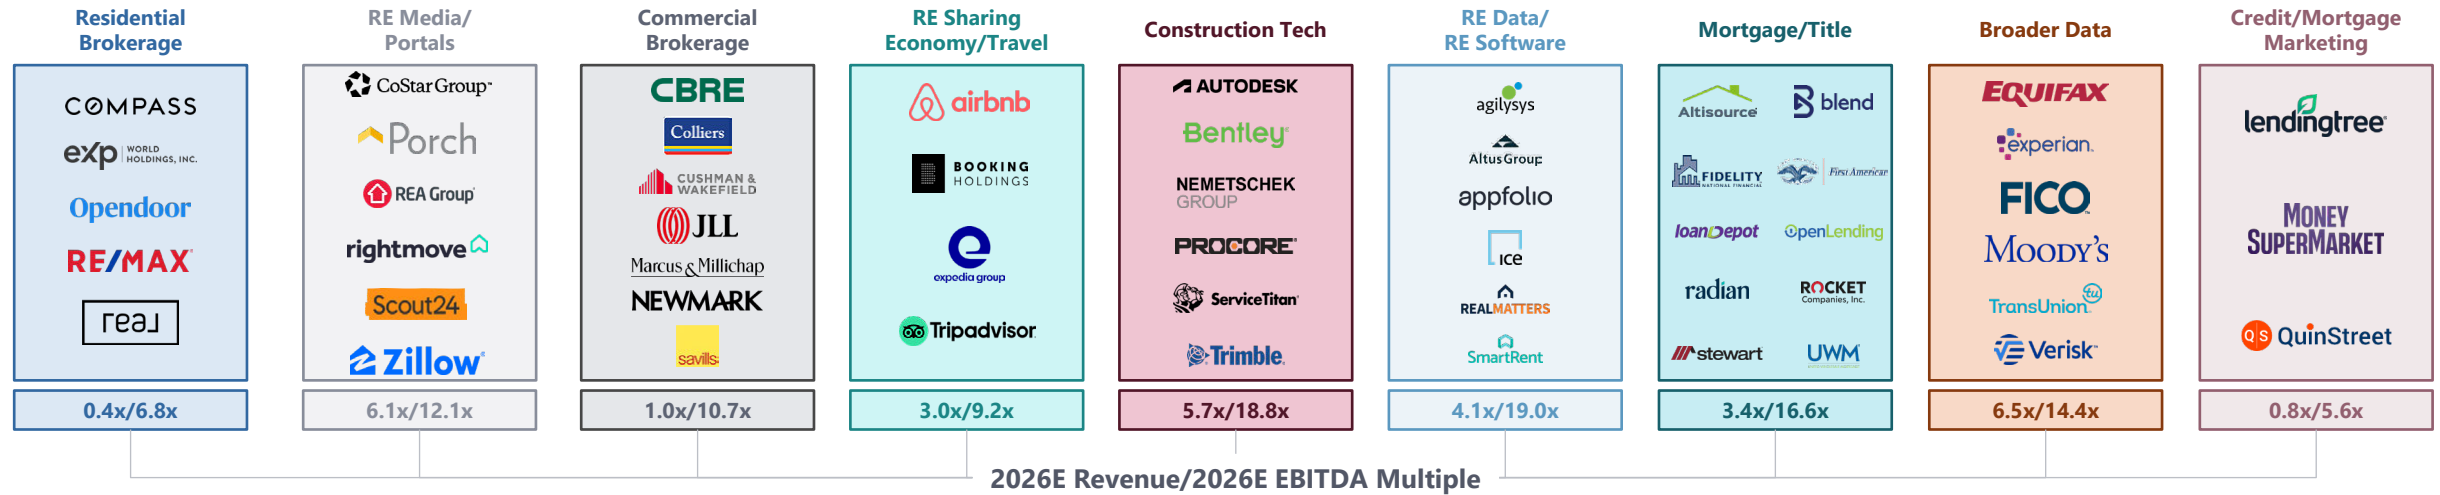 Residential
Brokerage
COMPASS
exp WORLD
HOLDINGS, INC.
Opendoor
RE/MAX
real
0.4x/6.8x
RE Media/
Portals
CoStar Group™
Porch
REA Group
rightmove
Scout24
Zillow
6.1x/12.1x
Commercial
Brokerage
CBRE
Colliers
CUSHMAN &
WAKEFIELD
JLL
Marcus & Millichap
NEWMARK
savills
1.0x/10.7x
RE Sharing
Economy/Travel
airbnb
BOOKING
HOLDINGS
e
expedia group
Tripadvisor
3.0x/9.2x
Construction Tech
AUTODESK
Bentley
NEMETSCHEK
GROUP
PROCORE
ServiceTitan
Trimble
5.7x/18.8x
RE Data/
RE Software
agilysys
Altus Group
appfolio
ice
REALMATTERS
SmartRent
4.1x/19.0x
Mortgage/Title
Altisource blend
FIDELITY
NATIONAL FINANCIAL
First American
loanDepot OpenLending
radian ROCKET
Companies, Inc.
stewart UWM
3.4x/16.6x
Broader Data
EQUIFAX
experian
FICO
MOODY'S
TransUnion tu
Verisk
6.5x/14.4x
Credit/Mortgage
Marketing
lendingtree
MONEY
SUPERMARKET
QS QuinStreet
0.8x/5.6x
2026E Revenue/2026E EBITDA Multiple